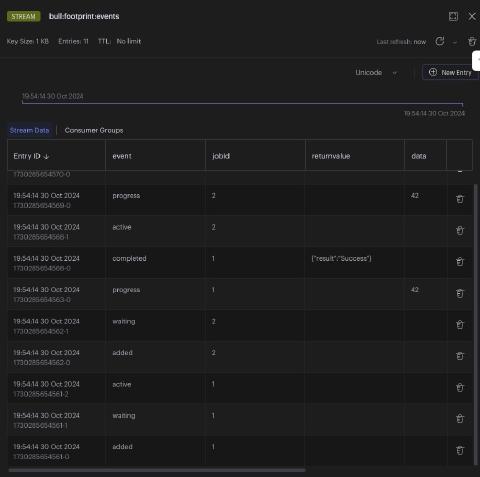 STREAM bull:footprint:events
Key Size: 1 KB Entries: 11 TTL: No limit Last refresh: now
Unicode New Entry
19:54:14 30 Oct 2024
19:54:14 30 Oct 2024
Stream Data Consumer Groups
Entry ID ↓ event jobId returnvalue data
1730285654570-0
19:54:14 30 Oct 2024 progress 2 42
1730285654569-0
19:54:14 30 Oct 2024 active 2
1730285654568-1
19:54:14 30 Oct 2024 completed 1 {"result":"Success"}
1730285654568-0
19:54:14 30 Oct 2024 progress 1 42
1730285654563-0
19:54:14 30 Oct 2024 waiting 2
1730285654562-1
19:54:14 30 Oct 2024 added 2
1730285654562-0
19:54:14 30 Oct 2024 active 1
1730285654561-2
19:54:14 30 Oct 2024 waiting 1
1730285654561-1
19:54:14 30 Oct 2024 added 1
1730285654561-0